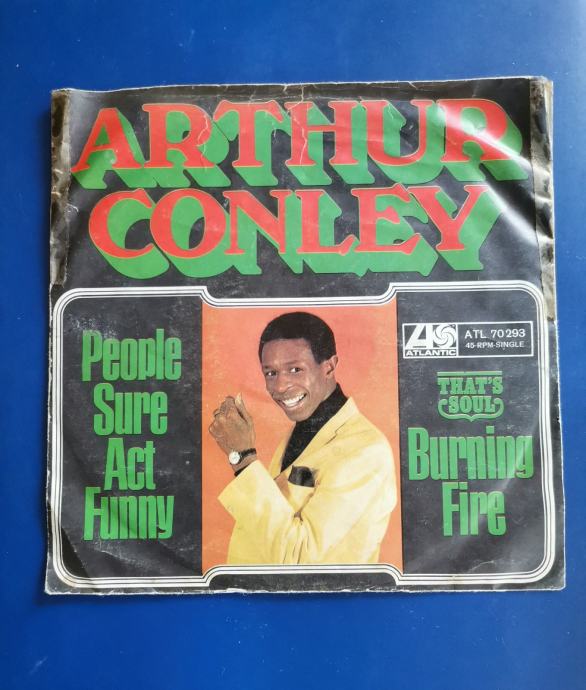 ARTHUR
CONLEY
People
Sure
Act
Funny
ATLANTIC
ATL 70 293
45-RPM-SINGLE
THAT'S
SOUL
Burning
Fire